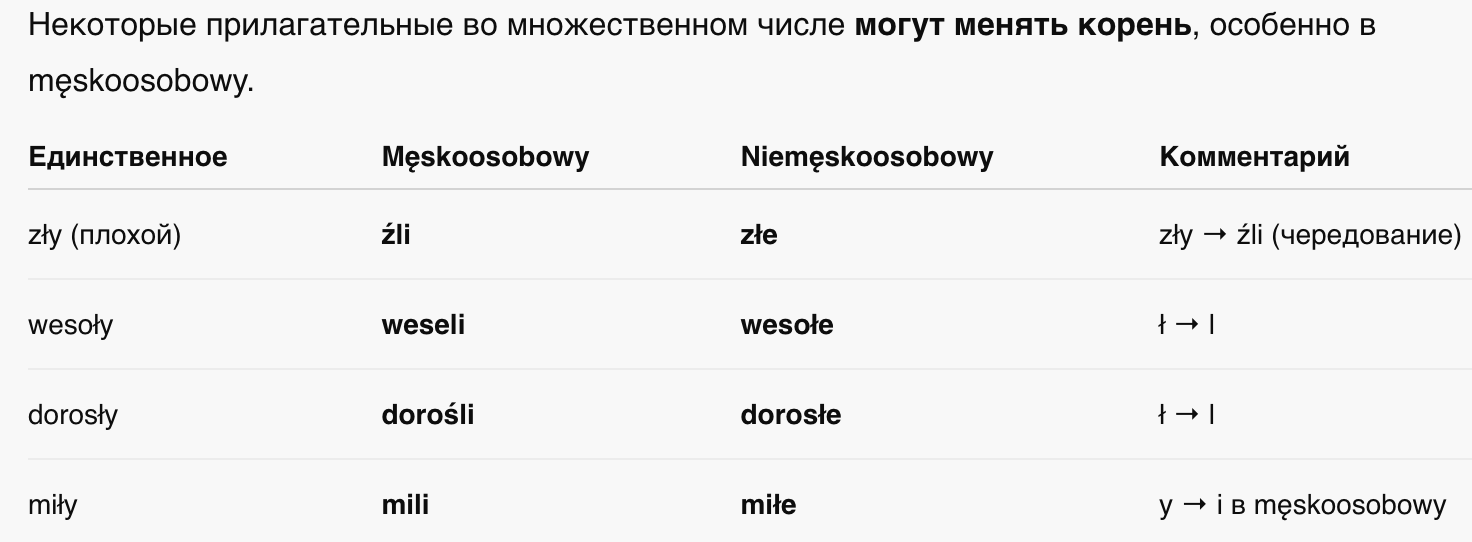 Некоторые прилагательные во множественном числе могут менять корень, особенно в
męskoosobowy.
Единственное Męskoosobowy Niemęskoosobowy Комментарий
zły (плохой) źli złe zły → źli (чередование)
wesoły weseli wesołe ł → l
dorosły dorośli dorosłe ł → l
miły mili miłe y → i в męskoosobowy